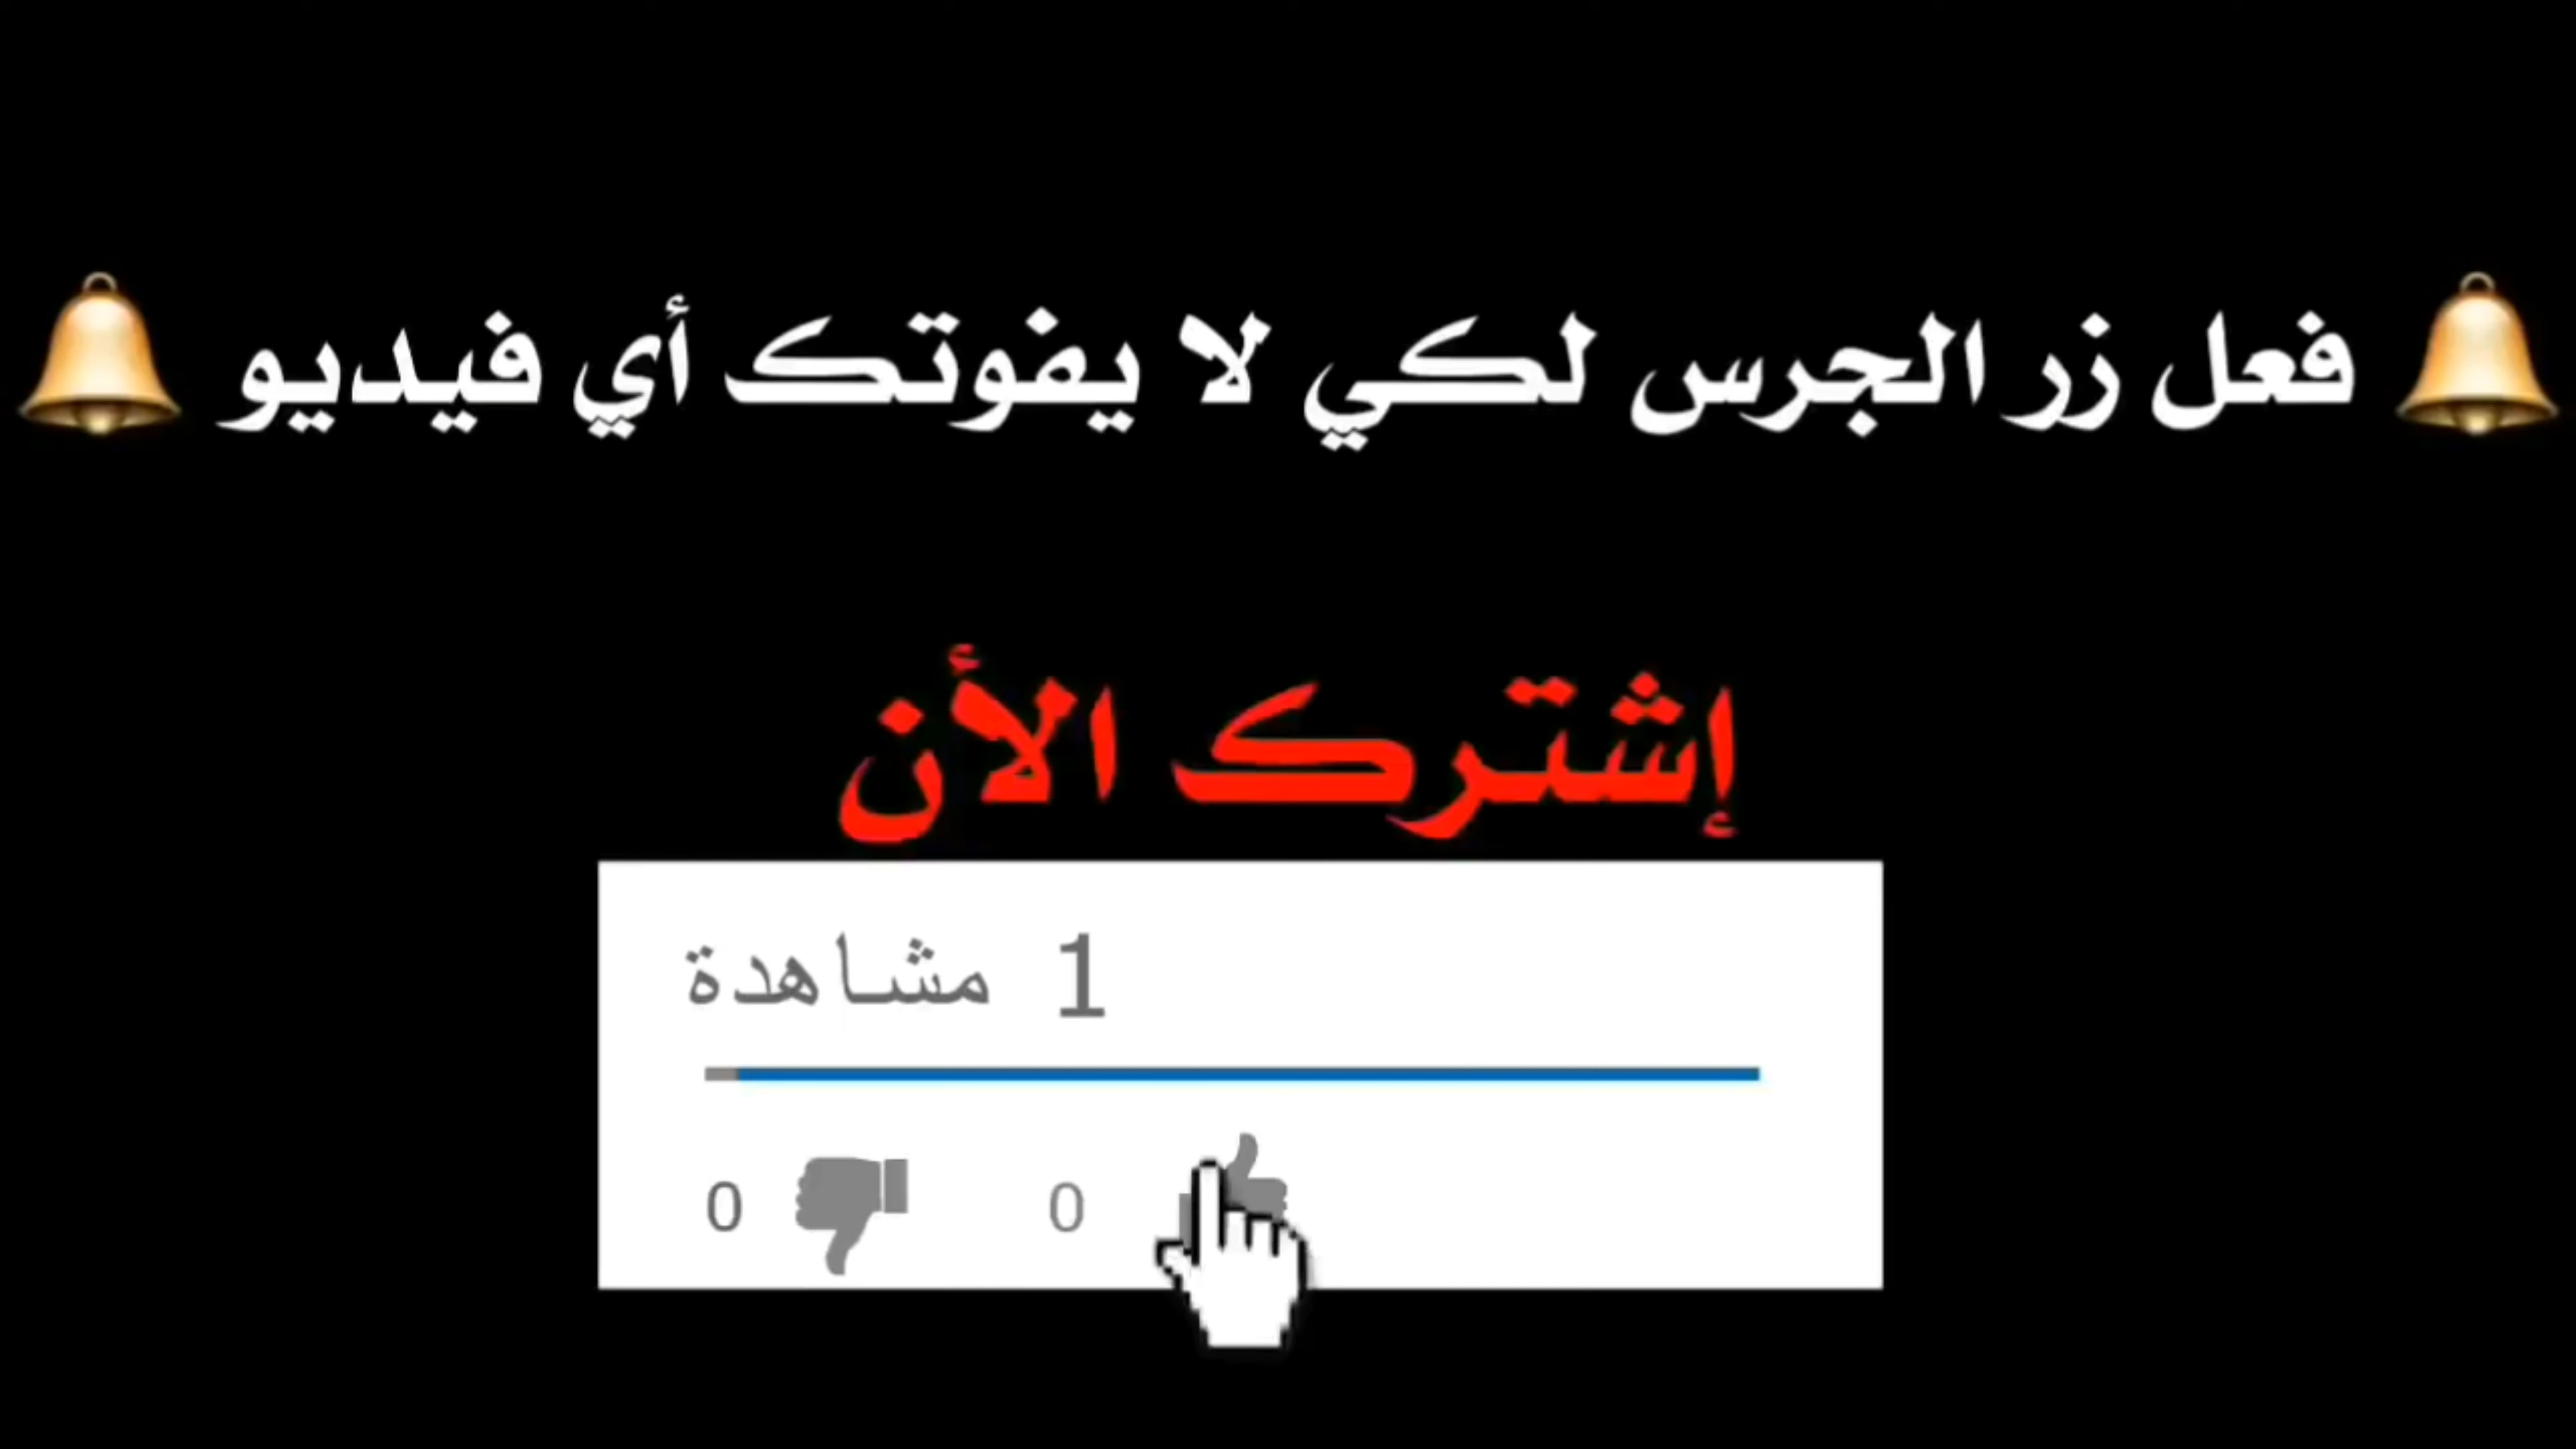 🔔 فعل زر الجرس لكي لا يفوتك أي فيديو 🔔
إشترك الأن
1 مشاهدة
0 0